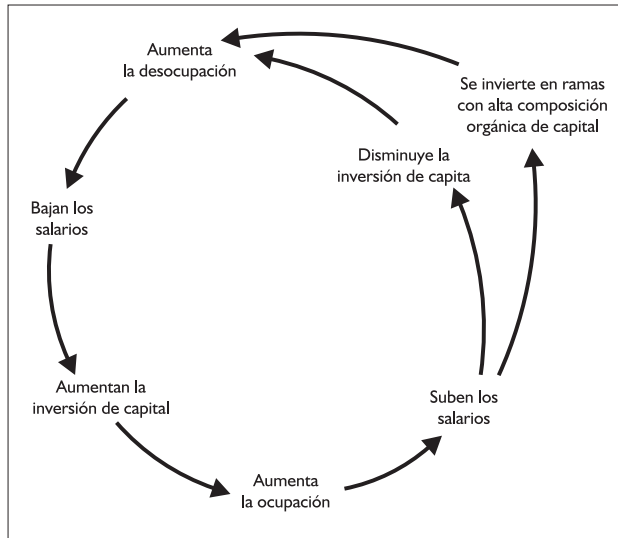 Aumenta
la desocupación
Se invierte en ramas
con alta composición
orgánica de capital
Disminuye la
inversión de capita
Bajan los
salarios
Aumentan la
inversión de capital
Suben los
salarios
Aumenta
la ocupación